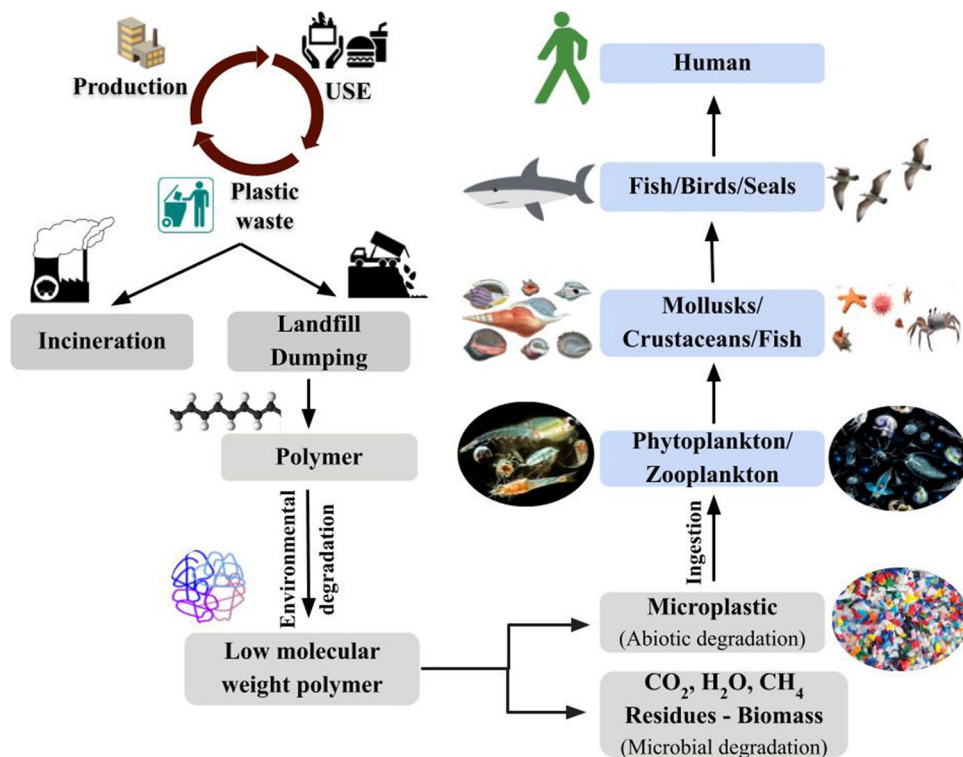 Production
USE
Plastic
waste
Incineration
Landfill
Dumping
Polymer
Environmental
degradation
Low molecular
weight polymer
Human
Fish/Birds/Seals
Mollusks/
Crustaceans/Fish
Phytoplankton/
Zooplankton
Ingestion
Microplastic
(Abiotic degradation)
CO₂, H₂O, CH₄
Residues - Biomass
(Microbial degradation)